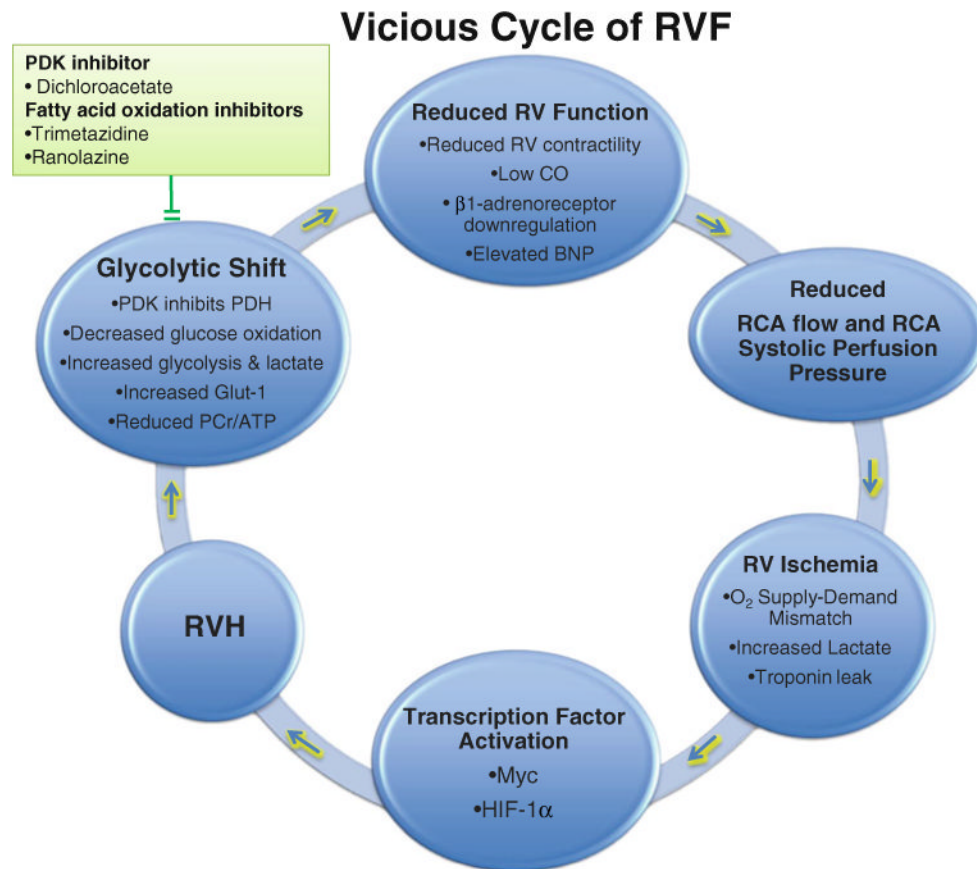 Vicious Cycle of RVF
PDK inhibitor
• Dichloroacetate
Fatty acid oxidation inhibitors
•Trimetazidine
•Ranolazine
Reduced RV Function
•Reduced RV contractility
•Low CO
• β1-adrenoreceptor
downregulation
•Elevated BNP
Reduced
RCA flow and RCA
Systolic Perfusion
Pressure
RV Ischemia
•O₂ Supply-Demand
Mismatch
•Increased Lactate
•Troponin leak
Transcription Factor
Activation
•Myc
•HIF-1α
RVH
Glycolytic Shift
•PDK inhibits PDH
•Decreased glucose oxidation
•Increased glycolysis & lactate
•Increased Glut-1
•Reduced PCr/ATP